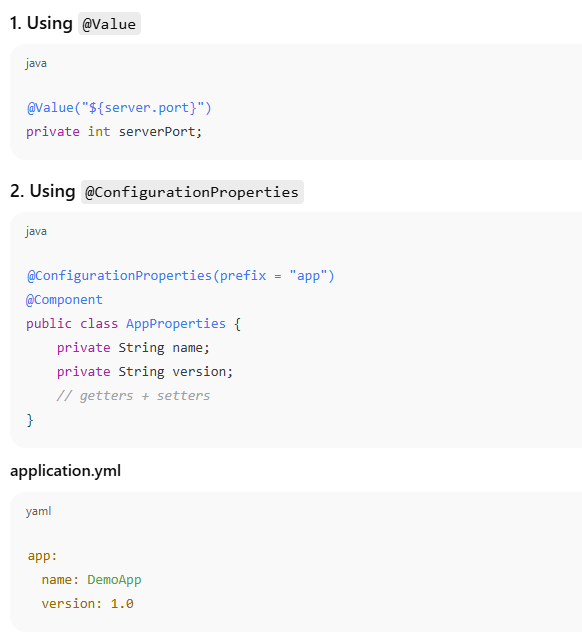 1. Using @Value
java
@Value("${server.port}")
private int serverPort;
2. Using @ConfigurationProperties
java
@ConfigurationProperties(prefix = "app")
@Component
public class AppProperties {
    private String name;
    private String version;
    // getters + setters
}
application.yml
yaml
app:
  name: DemoApp
  version: 1.0